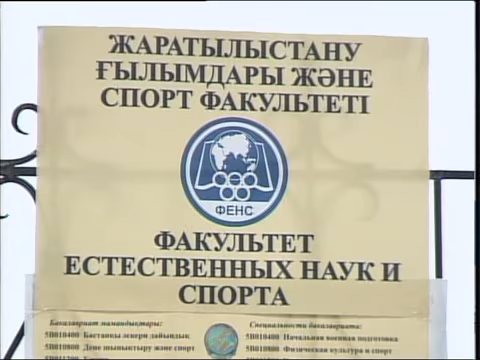 ЖАРАТЫЛЫСТАНУ
ҒЫЛЫМДАРЫ ЖӘНЕ
СПОРТ ФАКУЛЬТЕТІ
ФЕНС
ФАКУЛЬТЕТ
ЕСТЕСТВЕННЫХ НАУК И
СПОРТА
Бакалавриат мамандықтары:
5В010400 Бастапқы әскери дайындық
5В010800 Дене шынықтыру және спорт
Специальности бакалавриата:
5В010400 Начальная военная подготовка
5В010800 Физическая культура и спорт